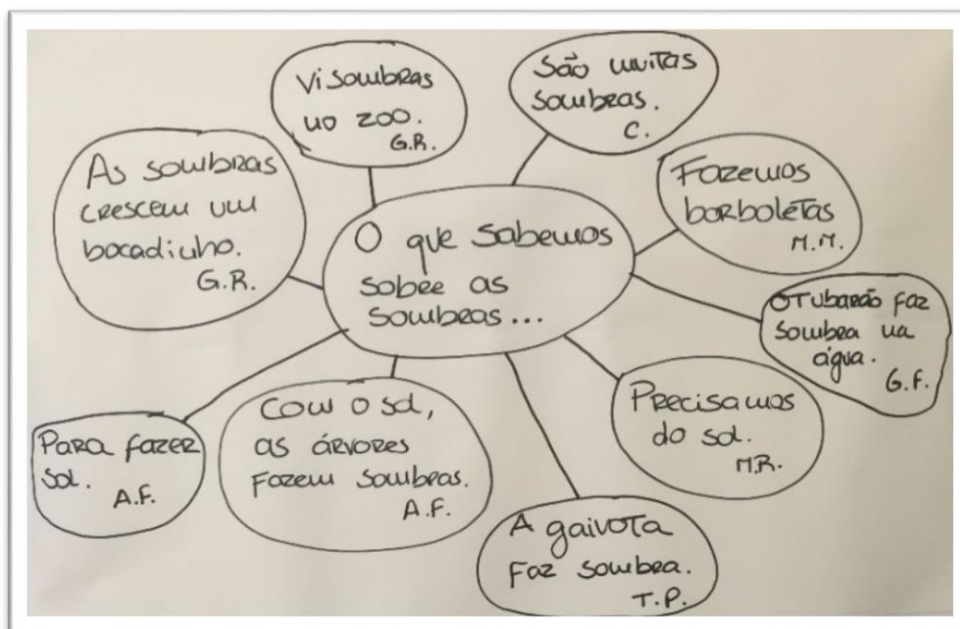 O que sabemos
sobre as
sombras...
Vi sombras
no zoo.
G.R.
São muitas
sombras.
C.
Fazemos
borboletas
M.M.
O Tubarão faz
sombra na
água.
G.F.
Precisamos
do sol.
M.R.
A gaivota
faz sombra.
T.P.
Com o sol,
as árvores
fazem sombras.
A.F.
Para fazer
sol.
A.F.
As sombras
crescem um
bocadinho.
G.R.